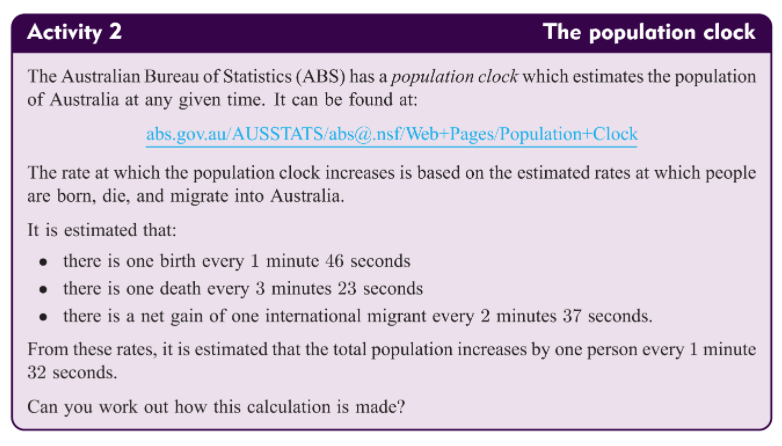 Activity 2 The population clock
The Australian Bureau of Statistics (ABS) has a population clock which estimates the population
of Australia at any given time. It can be found at:
abs.gov.au/AUSSTATS/abs@.nsf/Web+Pages/Population+Clock
The rate at which the population clock increases is based on the estimated rates at which people
are born, die, and migrate into Australia.
It is estimated that:
• there is one birth every 1 minute 46 seconds
• there is one death every 3 minutes 23 seconds
• there is a net gain of one international migrant every 2 minutes 37 seconds.
From these rates, it is estimated that the total population increases by one person every 1 minute
32 seconds.
Can you work out how this calculation is made?